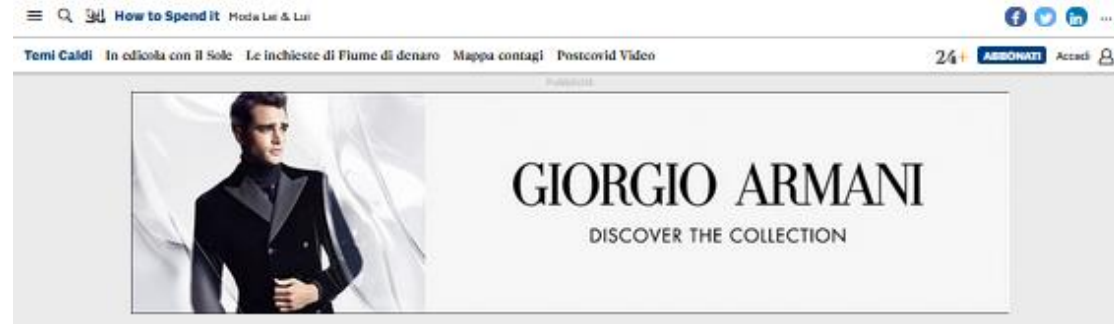 How to Spend it Moda Lei & Lui
Temi Caldi In edicola con il Sole Le inchieste di Fiume di denaro Mappa contagi Postcovid Video 24+ ABBONATI Accedi
Pubblicità
GIORGIO ARMANI
DISCOVER THE COLLECTION